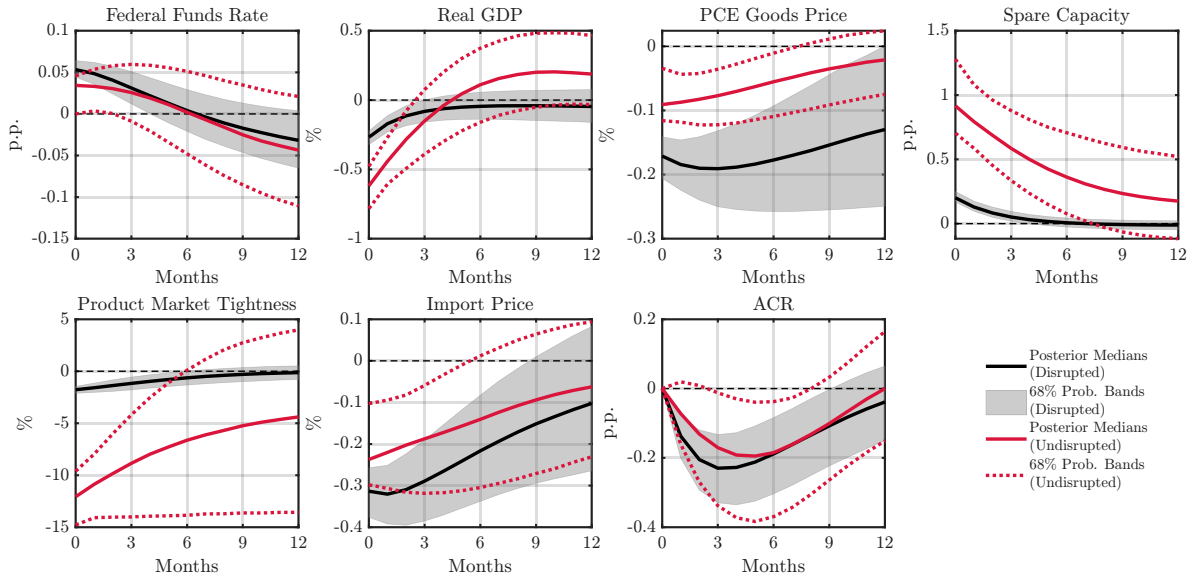 Federal Funds Rate
0.1
0.05
0
-0.05
-0.1
-0.15
p.p.
0 3 6 9 12
Months
Real GDP
0.5
0
-0.5
-1
%
0 3 6 9 12
Months
PCE Goods Price
0
-0.1
-0.2
-0.3
%
0 3 6 9 12
Months
Spare Capacity
1.5
1
0.5
0
p.p.
0 3 6 9 12
Months
Product Market Tightness
5
0
-5
-10
-15
%
0 3 6 9 12
Months
Import Price
0.1
0
-0.1
-0.2
-0.3
-0.4
%
0 3 6 9 12
Months
ACR
0.2
0
-0.2
-0.4
p.p.
0 3 6 9 12
Months
Posterior Medians
(Disrupted)
68% Prob. Bands
(Disrupted)
Posterior Medians
(Undisrupted)
68% Prob. Bands
(Undisrupted)